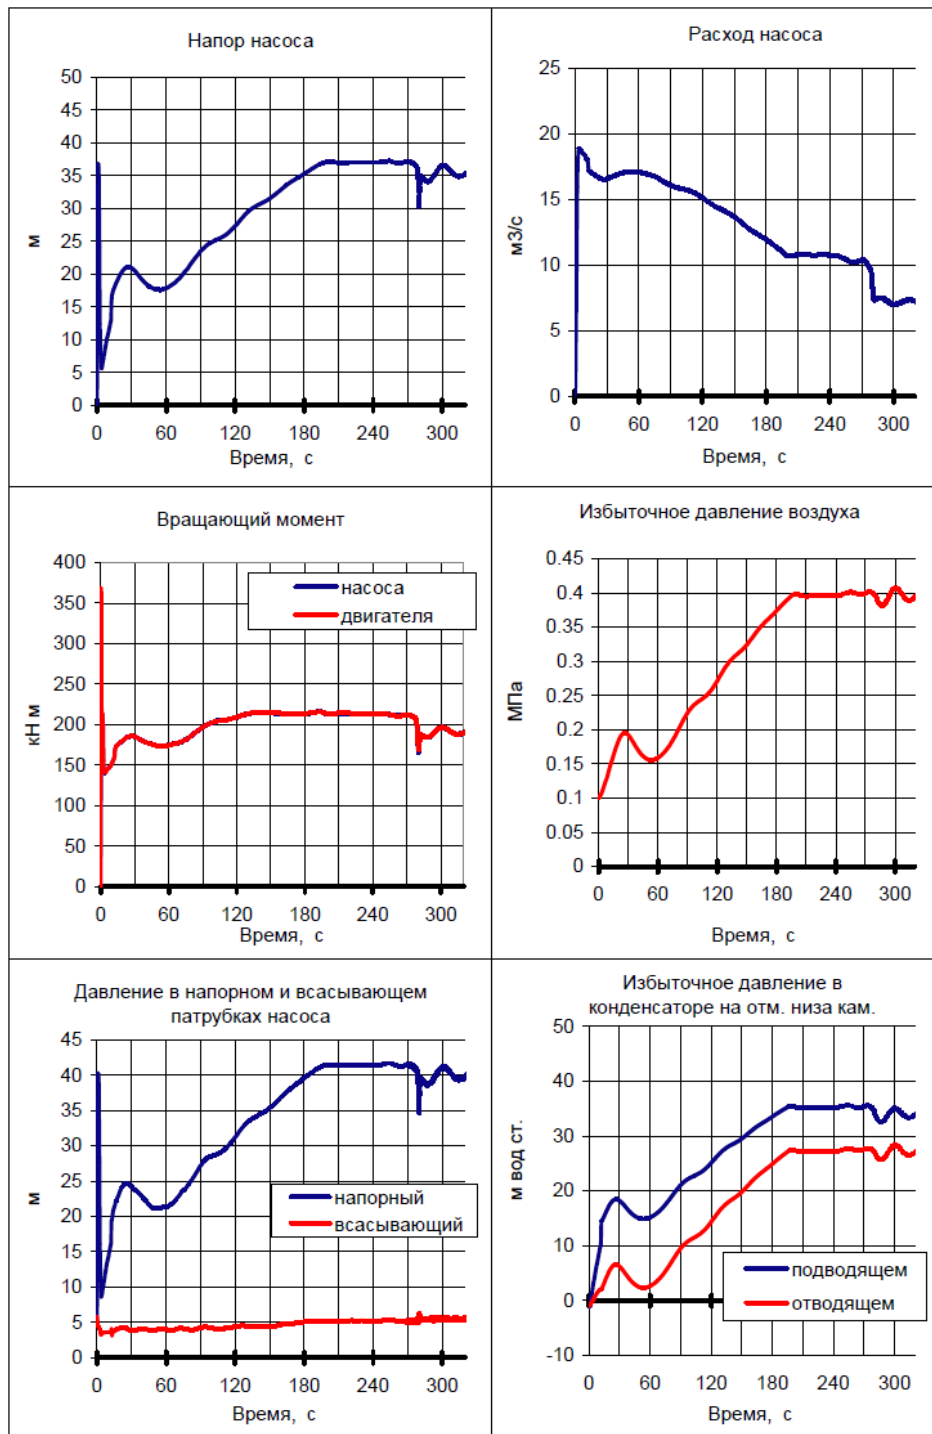 Напор насоса
50
45
40
35
30
25
20
15
10
5
0
м
0 60 120 180 240 300
Время, с
Расход насоса
25
20
15
10
5
0
м3/с
0 60 120 180 240 300
Время, с
Вращающий момент
400
350
300
250
200
150
100
50
0
кН м
насоса
двигателя
0 60 120 180 240 300
Время, с
Избыточное давление воздуха
0.45
0.4
0.35
0.3
0.25
0.2
0.15
0.1
0.05
0
МПа
0 60 120 180 240 300
Время, с
Давление в напорном и всасывающем
патрубках насоса
45
40
35
30
25
20
15
10
5
0
м
напорный
всасывающий
0 60 120 180 240 300
Время, с
Избыточное давление в
конденсаторе на отм. низа кам.
50
40
30
20
10
0
-10
м вод ст.
подводящем
отводящем
0 60 120 180 240 300
Время, с